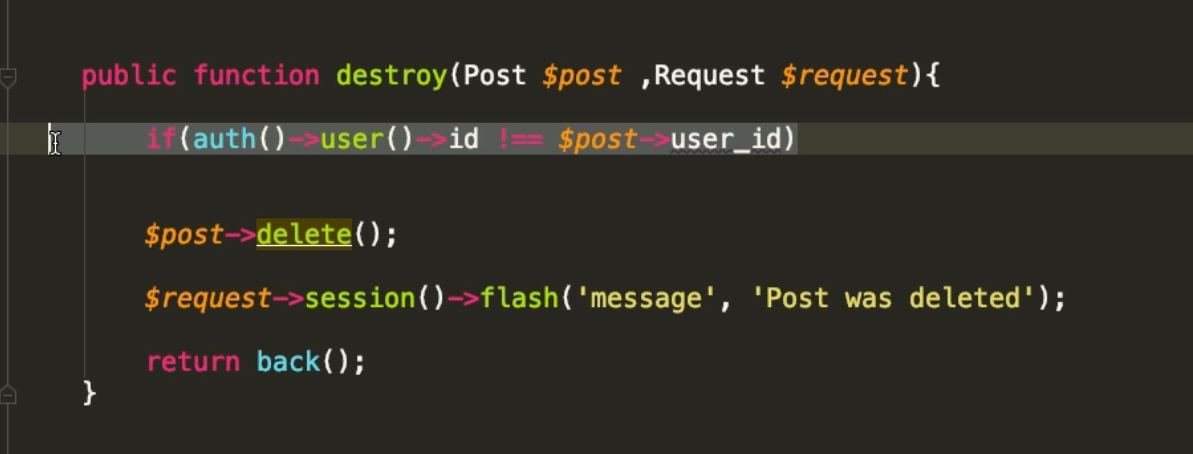 public function destroy(Post $post ,Request $request){
if(auth()->user()->id !== $post->user_id)
$post->delete();
$request->session()->flash('message', 'Post was deleted');
return back();
}